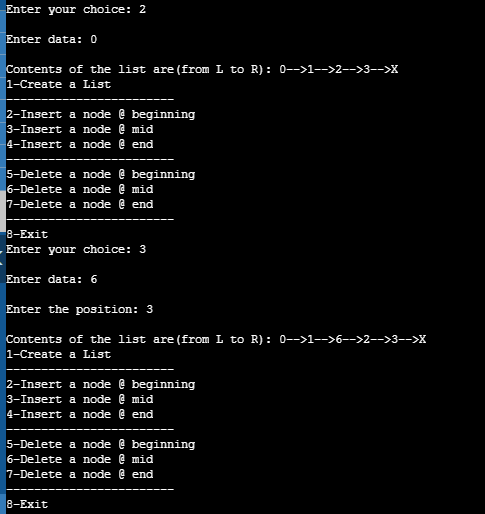 Enter your choice: 2
Enter data: 0
Contents of the list are(from L to R): 0-->1-->2-->3-->X
1-Create a List
------------------------
2-Insert a node @ beginning
3-Insert a node @ mid
4-Insert a node @ end
------------------------
5-Delete a node @ beginning
6-Delete a node @ mid
7-Delete a node @ end
------------------------
8-Exit
Enter your choice: 3
Enter data: 6
Enter the position: 3
Contents of the list are(from L to R): 0-->1-->6-->2-->3-->X
1-Create a List
------------------------
2-Insert a node @ beginning
3-Insert a node @ mid
4-Insert a node @ end
------------------------
5-Delete a node @ beginning
6-Delete a node @ mid
7-Delete a node @ end
------------------------
8-Exit